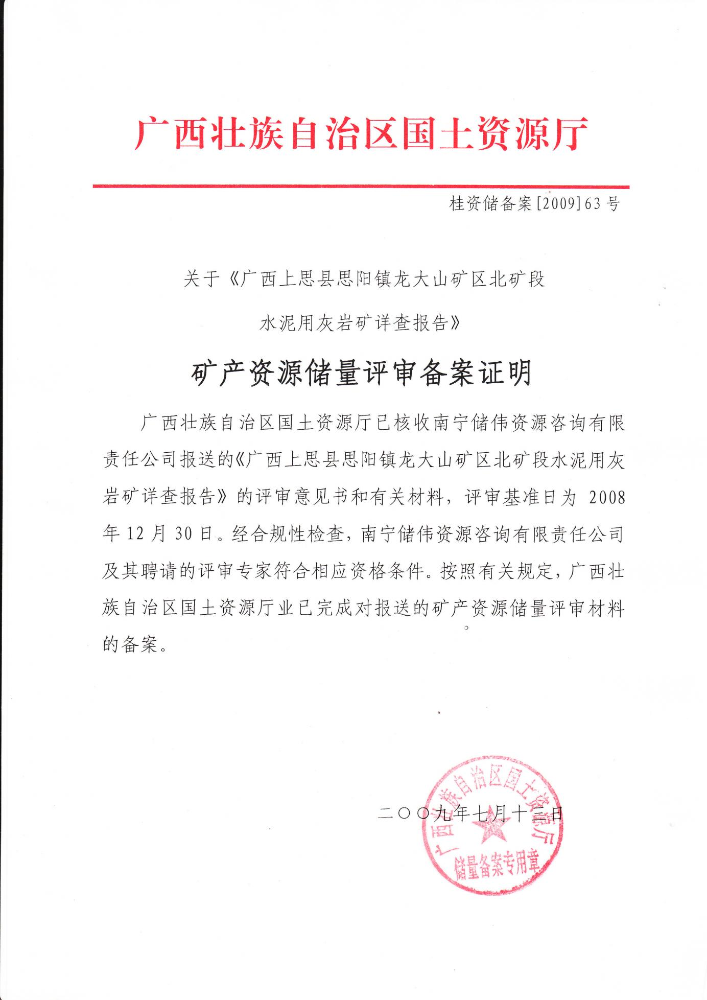 广西壮族自治区国土资源厅
桂资储备案[2009]63号
关于《广西上思县思阳镇龙大山矿区北矿段
水泥用灰岩矿详查报告》
矿产资源储量评审备案证明
广西壮族自治区国土资源厅已核收南宁储伟资源咨询有限
责任公司报送的《广西上思县思阳镇龙大山矿区北矿段水泥用灰
岩矿详查报告》的评审意见书和有关材料，评审基准日为 2008
年 12 月 30 日。经合规性检查，南宁储伟资源咨询有限责任公司
及其聘请的评审专家符合相应资格条件。按照有关规定，广西壮
族自治区国土资源厅业已完成对报送的矿产资源储量评审材料
的备案。
二〇〇九年七月十三日
广西壮族自治区国土资源厅
储量备案专用章